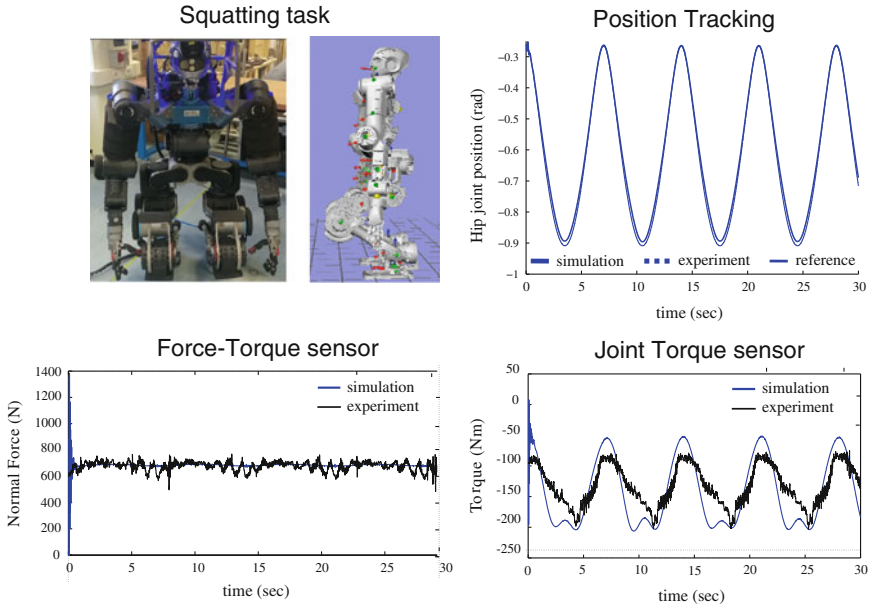 Squatting task
Position Tracking
−0.3
−0.4
−0.5
−0.6
−0.7
−0.8
−0.9
−1
Hip joint position (rad)
simulation experiment reference
0 5 10 15 20 25 30
time (sec)
Force-Torque sensor
1400
1200
1000
800
600
400
200
0
Normal Force (N)
simulation
experiment
0 5 10 15 20 25 30
time (sec)
Joint Torque sensor
50
0
-50
-100
-150
-200
-250
Torque (Nm)
simulation
experiment
0 5 10 15 20 25 30
time (sec)